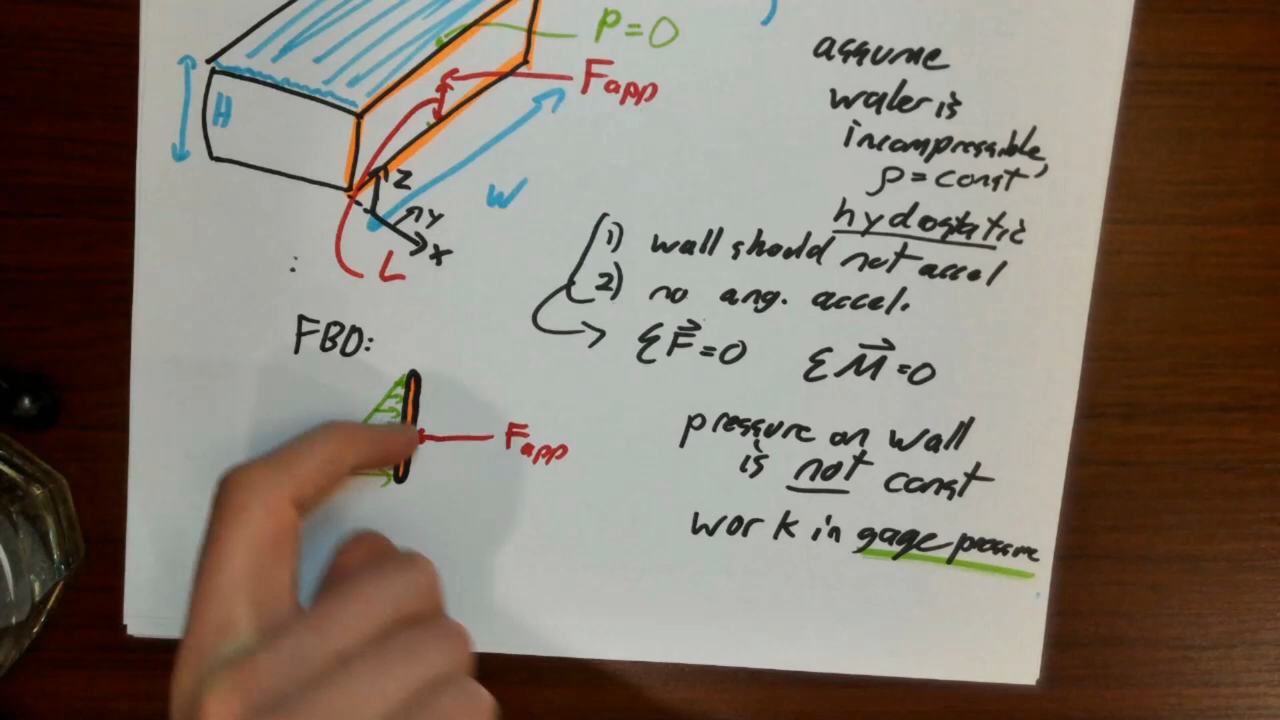 P=0
Fapp
H
W
Z
Y
X
L
assume
water is
incompressible,
ρ = const
hydostatic
1) wall should not accel
2) no ang. accel.
ΣF⃗=0 ΣM⃗=0
FBD:
Fapp
pressure on wall
is not const
work in gage pressure